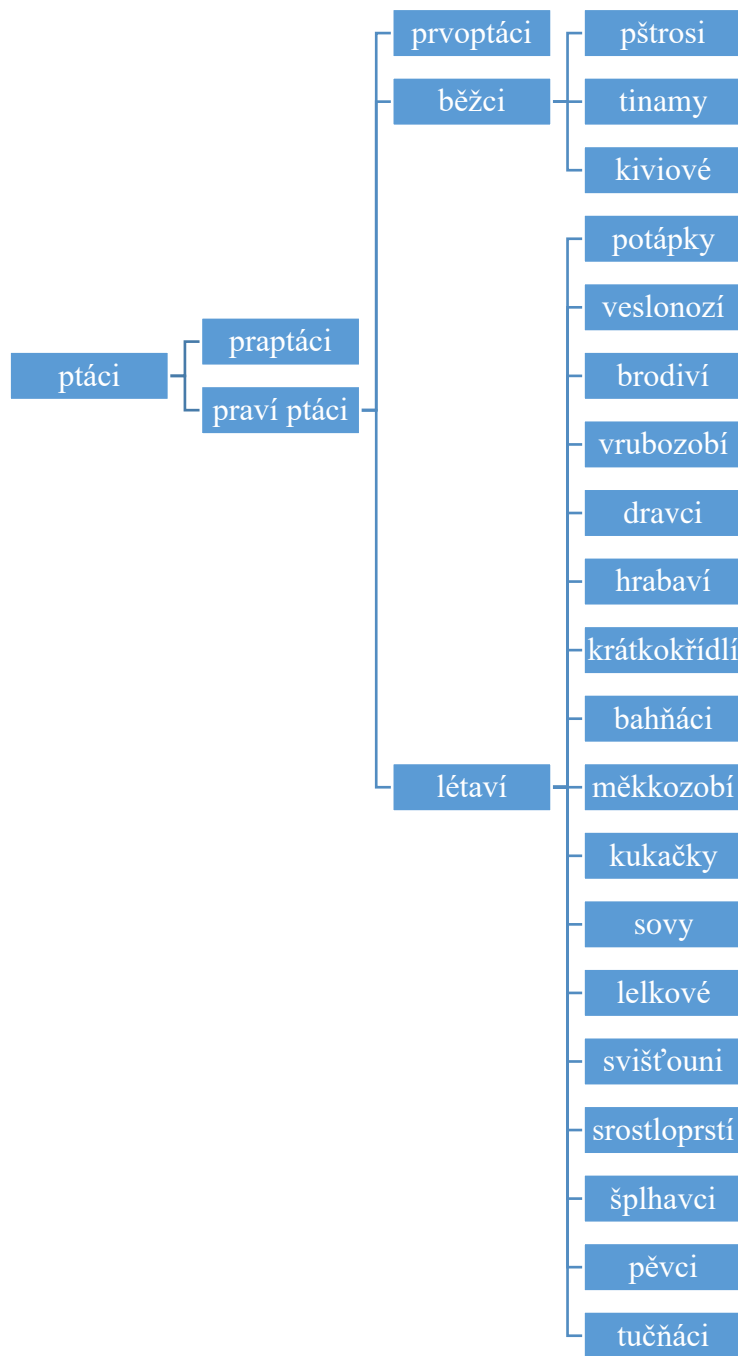 ptáci
praptáci
praví ptáci
prvoptáci
běžci
pštrosi
tinamy
kiviové
létaví
potápky
veslonozí
brodiví
vrubozobí
dravci
hrabaví
krátkokřídlí
bahňáci
měkkozobí
kukačky
sovy
lelkové
svišťouni
srostloprstí
šplhavci
pěvci
tučňáci